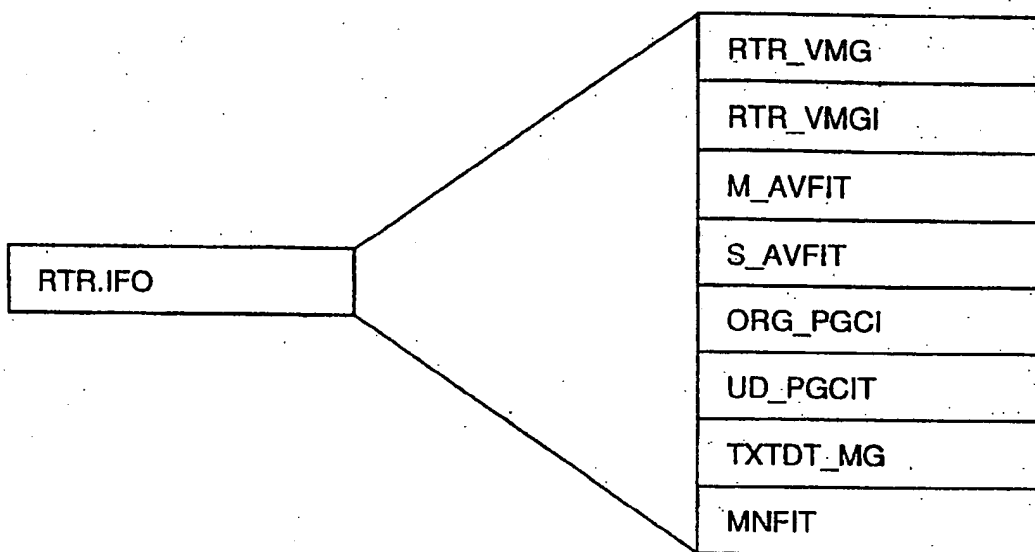 RTR.IFO
RTR_VMG
RTR_VMGI
M_AVFIT
S_AVFIT
ORG_PGCI
UD_PGCIT
TXTDT_MG
MNFIT